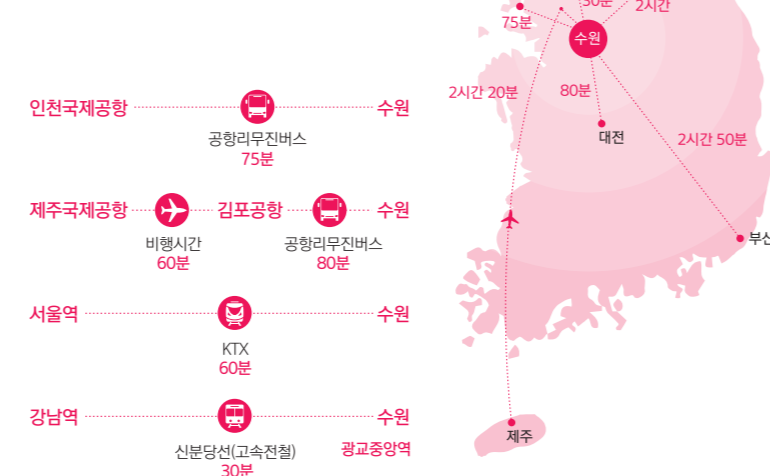 인천국제공항
수원
공항리무진버스
75분
제주국제공항
김포공항
수원
비행시간
60분
공항리무진버스
80분
서울역
수원
KTX
60분
강남역
수원
신분당선(고속전철)
광교중앙역
30분
30분
2시간
75분
수원
2시간 20분
80분
대전
2시간 50분
부산
제주